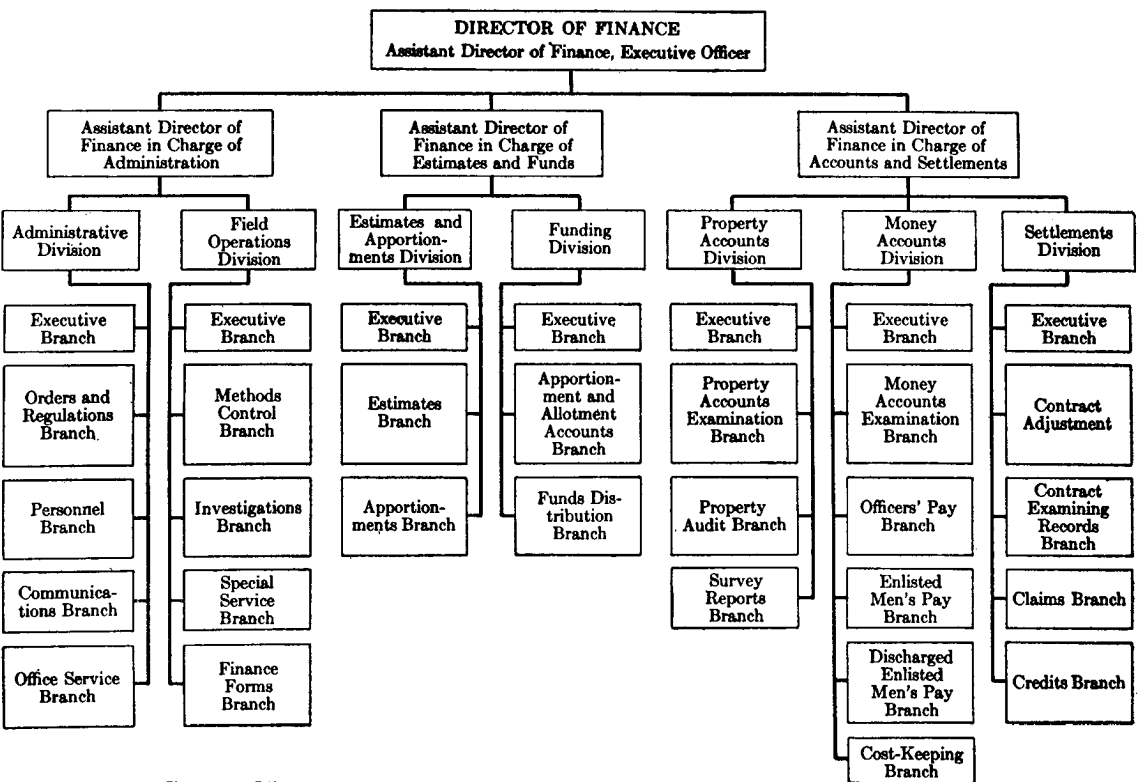 DIRECTOR OF FINANCE
Assistant Director of Finance, Executive Officer
Assistant Director of
Finance in Charge of
Administration
Assistant Director of
Finance in Charge of
Estimates and Funds
Assistant Director of
Finance in Charge of
Accounts and Settlements
Administrative
Division
Field
Operations
Division
Estimates and
Apportion-
ments Division
Funding
Division
Property
Accounts
Division
Money
Accounts
Division
Settlements
Division
Executive
Branch
Orders and
Regulations
Branch
Personnel
Branch
Communica-
tions Branch
Office Service
Branch
Executive
Branch
Methods
Control
Branch
Investigations
Branch
Special
Service
Branch
Finance
Forms
Branch
Executive
Branch
Estimates
Branch
Apportion-
ments Branch
Executive
Branch
Apportion-
ment and
Allotment
Accounts
Branch
Funds Dis-
tribution
Branch
Executive
Branch
Property
Accounts
Examination
Branch
Property
Audit Branch
Survey
Reports
Branch
Executive
Branch
Money
Accounts
Examination
Branch
Officers' Pay
Branch
Enlisted
Men's Pay
Branch
Discharged
Enlisted
Men's Pay
Branch
Cost-Keeping
Branch
Executive
Branch
Contract
Adjustment
Contract
Examining
Records
Branch
Claims Branch
Credits Branch